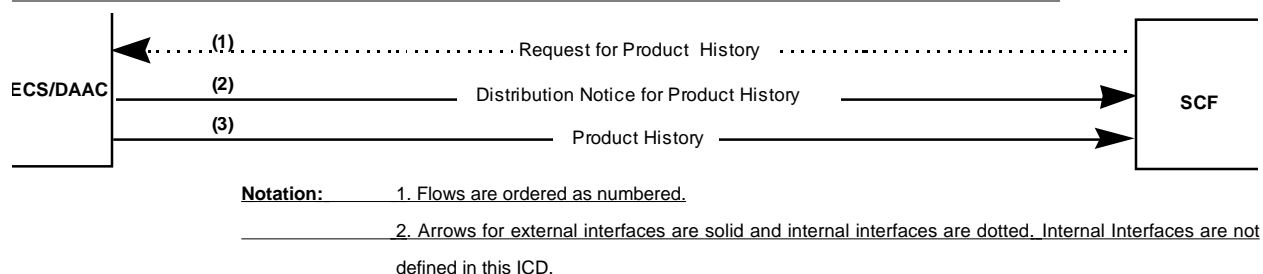 (1)
Request for Product History
ECS/DAAC
(2)
Distribution Notice for Product History
SCF
(3)
Product History
Notation: 1. Flows are ordered as numbered.
2. Arrows for external interfaces are solid and internal interfaces are dotted. Internal Interfaces are not
defined in this ICD.